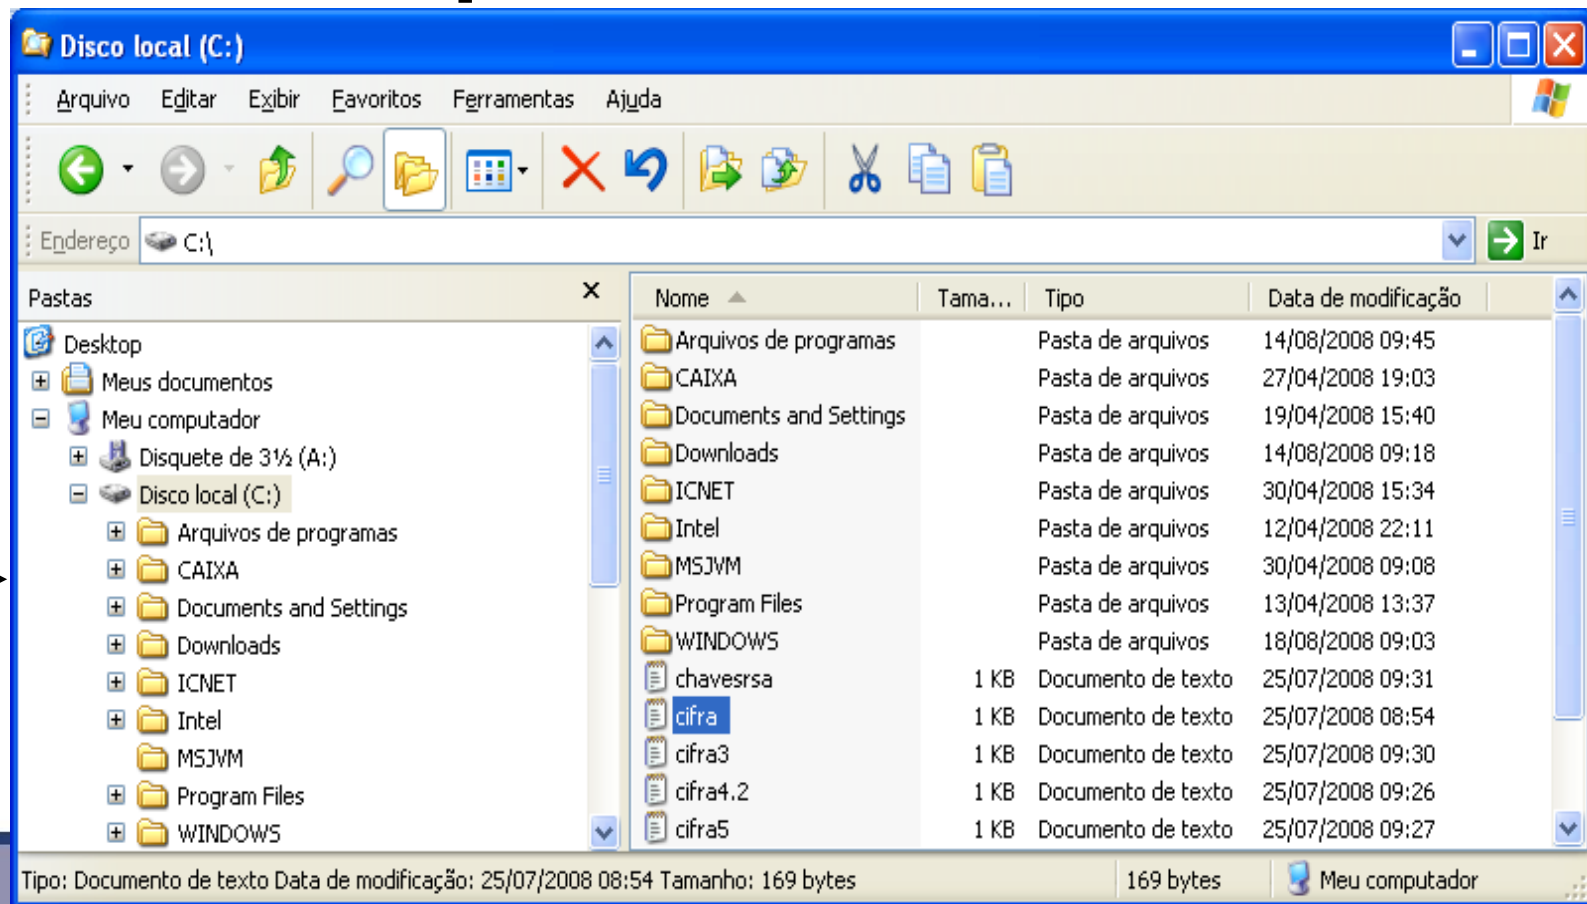 Disco local (C:)
Arquivo Editar Exibir Favoritos Ferramentas Ajuda
Endereço C:\ Ir
Pastas
Desktop
Meus documentos
Meu computador
Disquete de 3½ (A:)
Disco local (C:)
Arquivos de programas
CAIXA
Documents and Settings
Downloads
ICNET
Intel
MSJVM
Program Files
WINDOWS
Nome Tama... Tipo Data de modificação
Arquivos de programas Pasta de arquivos 14/08/2008 09:45
CAIXA Pasta de arquivos 27/04/2008 19:03
Documents and Settings Pasta de arquivos 19/04/2008 15:40
Downloads Pasta de arquivos 14/08/2008 09:18
ICNET Pasta de arquivos 30/04/2008 15:34
Intel Pasta de arquivos 12/04/2008 22:11
MSJVM Pasta de arquivos 30/04/2008 09:08
Program Files Pasta de arquivos 13/04/2008 13:37
WINDOWS Pasta de arquivos 18/08/2008 09:03
chavesrsa 1 KB Documento de texto 25/07/2008 09:31
cifra 1 KB Documento de texto 25/07/2008 08:54
cifra3 1 KB Documento de texto 25/07/2008 09:30
cifra4.2 1 KB Documento de texto 25/07/2008 09:26
cifra5 1 KB Documento de texto 25/07/2008 09:27
Tipo: Documento de texto Data de modificação: 25/07/2008 08:54 Tamanho: 169 bytes 169 bytes Meu computador